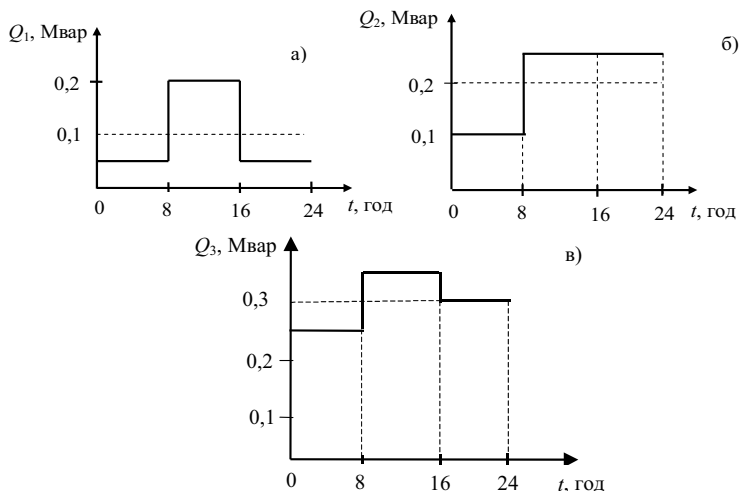 Q₁, Мвар
а)
0,2
0,1
0
8
16
24
t, год
Q₂, Мвар
б)
0,2
0,1
0
8
16
24
t, год
Q₃, Мвар
в)
0,3
0,2
0,1
0
8
16
24
t, год